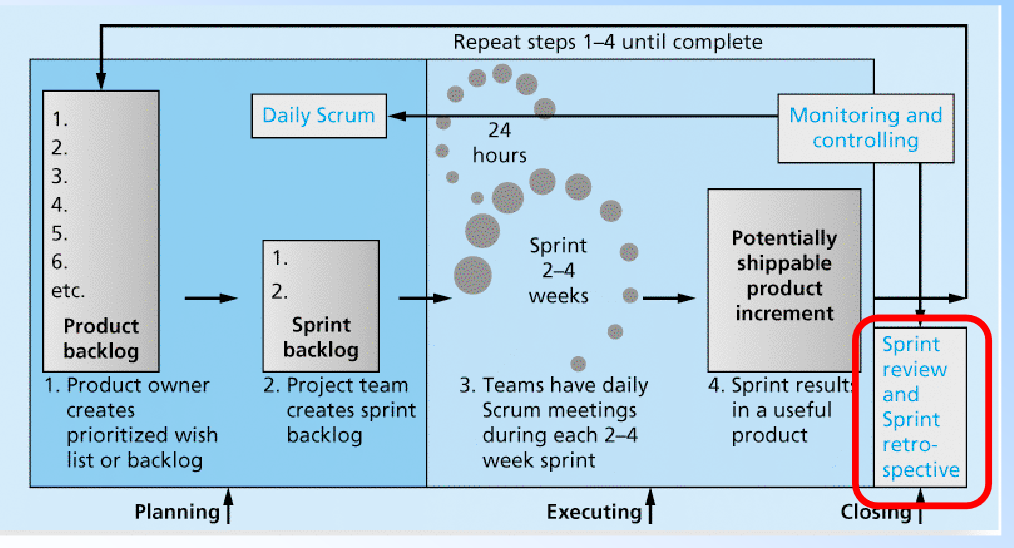 Repeat steps 1–4 until complete
1.
2.
3.
4.
5.
6.
etc.
Product
backlog
Daily Scrum
24
hours
Monitoring and
controlling
1.
2.
Sprint
backlog
Sprint
2–4
weeks
Potentially
shippable
product
increment
Sprint
review
and
Sprint
retro-
spective
1. Product owner
creates
prioritized wish
list or backlog
2. Project team
creates sprint
backlog
3. Teams have daily
Scrum meetings
during each 2–4
week sprint
4. Sprint results
in a useful
product
Planning
Executing
Closing